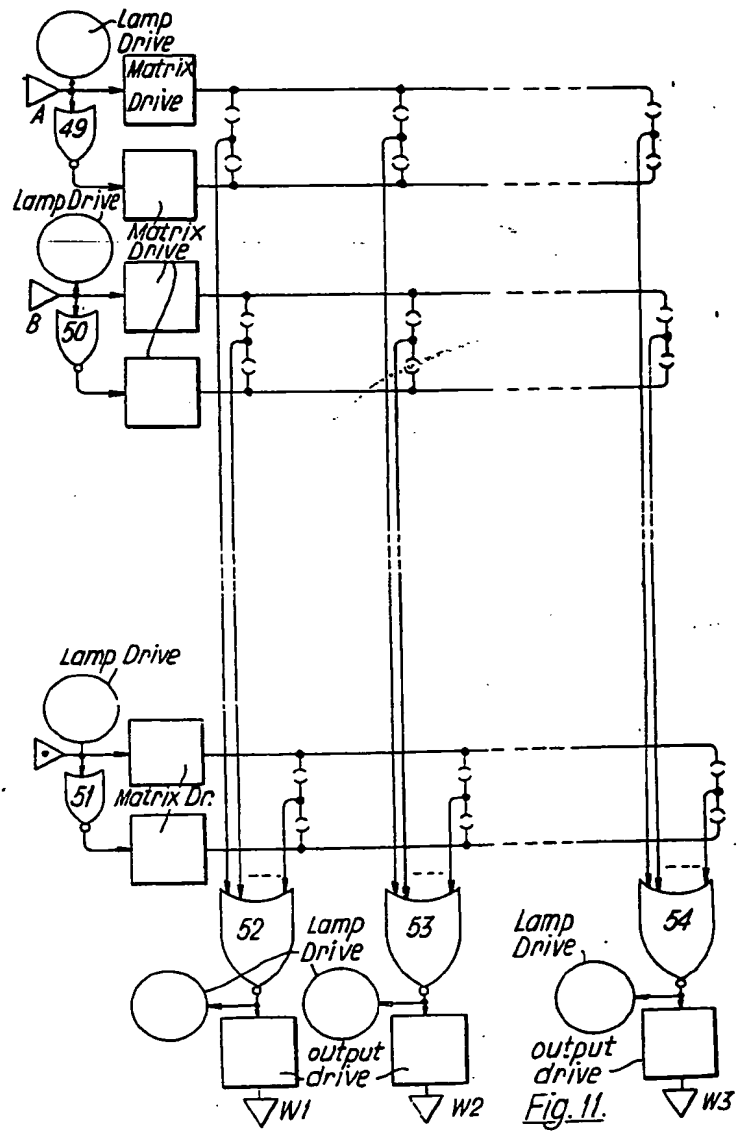 Lamp
Drive
Matrix
Drive
A
49
Lamp Drive
Matrix
Drive
B
50
Lamp Drive
51
Matrix Dr.
52
53
54
Lamp
Drive
Lamp
Drive
output
drive
output
drive
W1
W2
W3
Fig. 11.